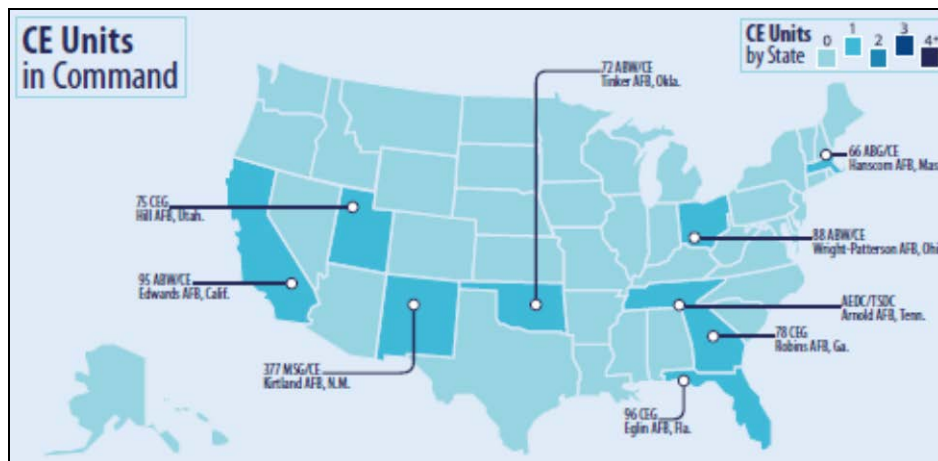 CE Units
in Command
CE Units
by State
0 1 2 3 4*
72 ABW/CE
Tinker AFB, Okla.
66 ABG/CE
Hanscom AFB, Mas
75 CEG
Hill AFB, Utah.
88 ABW/CE
Wright-Patterson AFB, Ohi
95 ABW/CE
Edwards AFB, Calif.
AEDC/TSDC
Arnold AFB, Tenn.
78 CEG
Robins AFB, Ga.
377 MSG/CE
Kirtland AFB, N.M.
96 CEG
Eglin AFB, Fla.